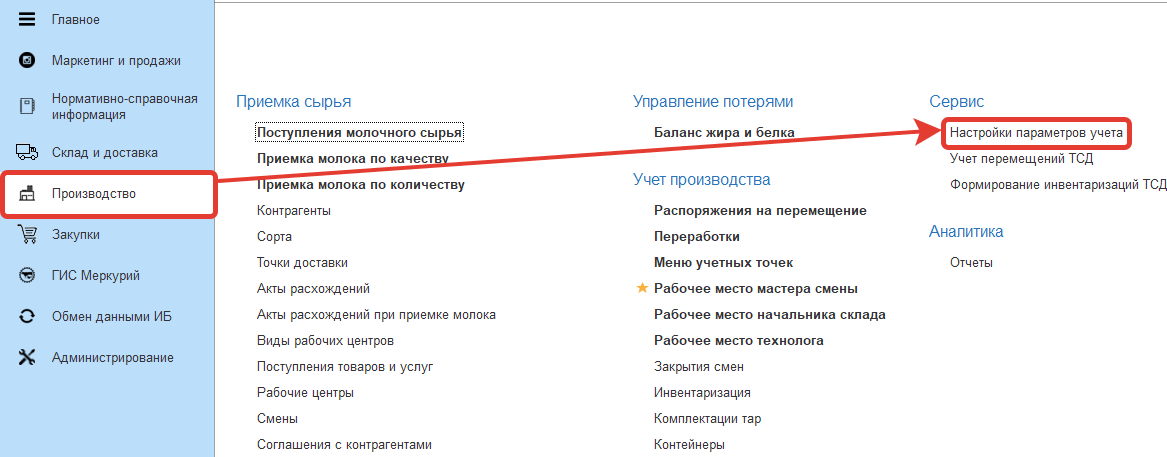 Главное
Маркетинг и продажи
Нормативно-справочная
информация
Склад и доставка
Производство
Закупки
ГИС Меркурий
Обмен данными ИБ
Администрирование
Приемка сырья
Поступления молочного сырья
Приемка молока по качеству
Приемка молока по количеству
Контрагенты
Сорта
Точки доставки
Акты расхождений
Акты расхождений при приемке молока
Виды рабочих центров
Поступления товаров и услуг
Рабочие центры
Смены
Соглашения с контрагентами
Управление потерями
Баланс жира и белка
Учет производства
Распоряжения на перемещение
Переработки
Меню учетных точек
Рабочее место мастера смены
Рабочее место начальника склада
Рабочее место технолога
Закрытия смен
Инвентаризация
Комплектации тар
Контейнеры
Сервис
Настройки параметров учета
Учет перемещений ТСД
Формирование инвентаризаций ТСД
Аналитика
Отчеты